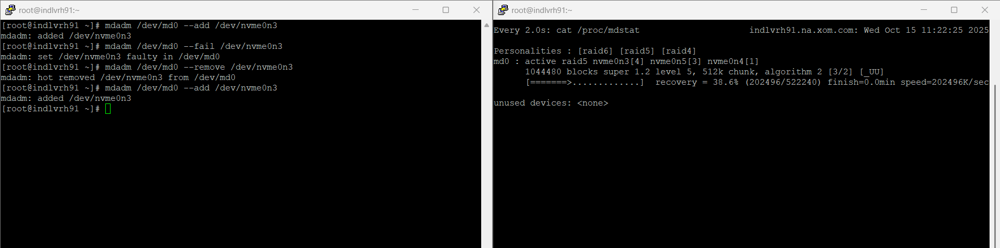 root@indlvrh91:~
[root@indlvrh91 ~]# mdadm /dev/md0 --add /dev/nvme0n3
mdadm: added /dev/nvme0n3
[root@indlvrh91 ~]# mdadm /dev/md0 --fail /dev/nvme0n3
mdadm: set /dev/nvme0n3 faulty in /dev/md0
[root@indlvrh91 ~]# mdadm /dev/md0 --remove /dev/nvme0n3
mdadm: hot removed /dev/nvme0n3 from /dev/md0
[root@indlvrh91 ~]# mdadm /dev/md0 --add /dev/nvme0n3
mdadm: added /dev/nvme0n3
[root@indlvrh91 ~]#
root@indlvrh91:~
Every 2.0s: cat /proc/mdstat indlvrh91.na.xom.com: Wed Oct 15 11:22:25 2025
Personalities : [raid6] [raid5] [raid4]
md0 : active raid5 nvme0n3[4] nvme0n5[3] nvme0n4[1]
1044480 blocks super 1.2 level 5, 512k chunk, algorithm 2 [3/2] [_UU]
[=======>.............] recovery = 38.6% (202496/522240) finish=0.0min speed=202496K/sec
unused devices: <none>